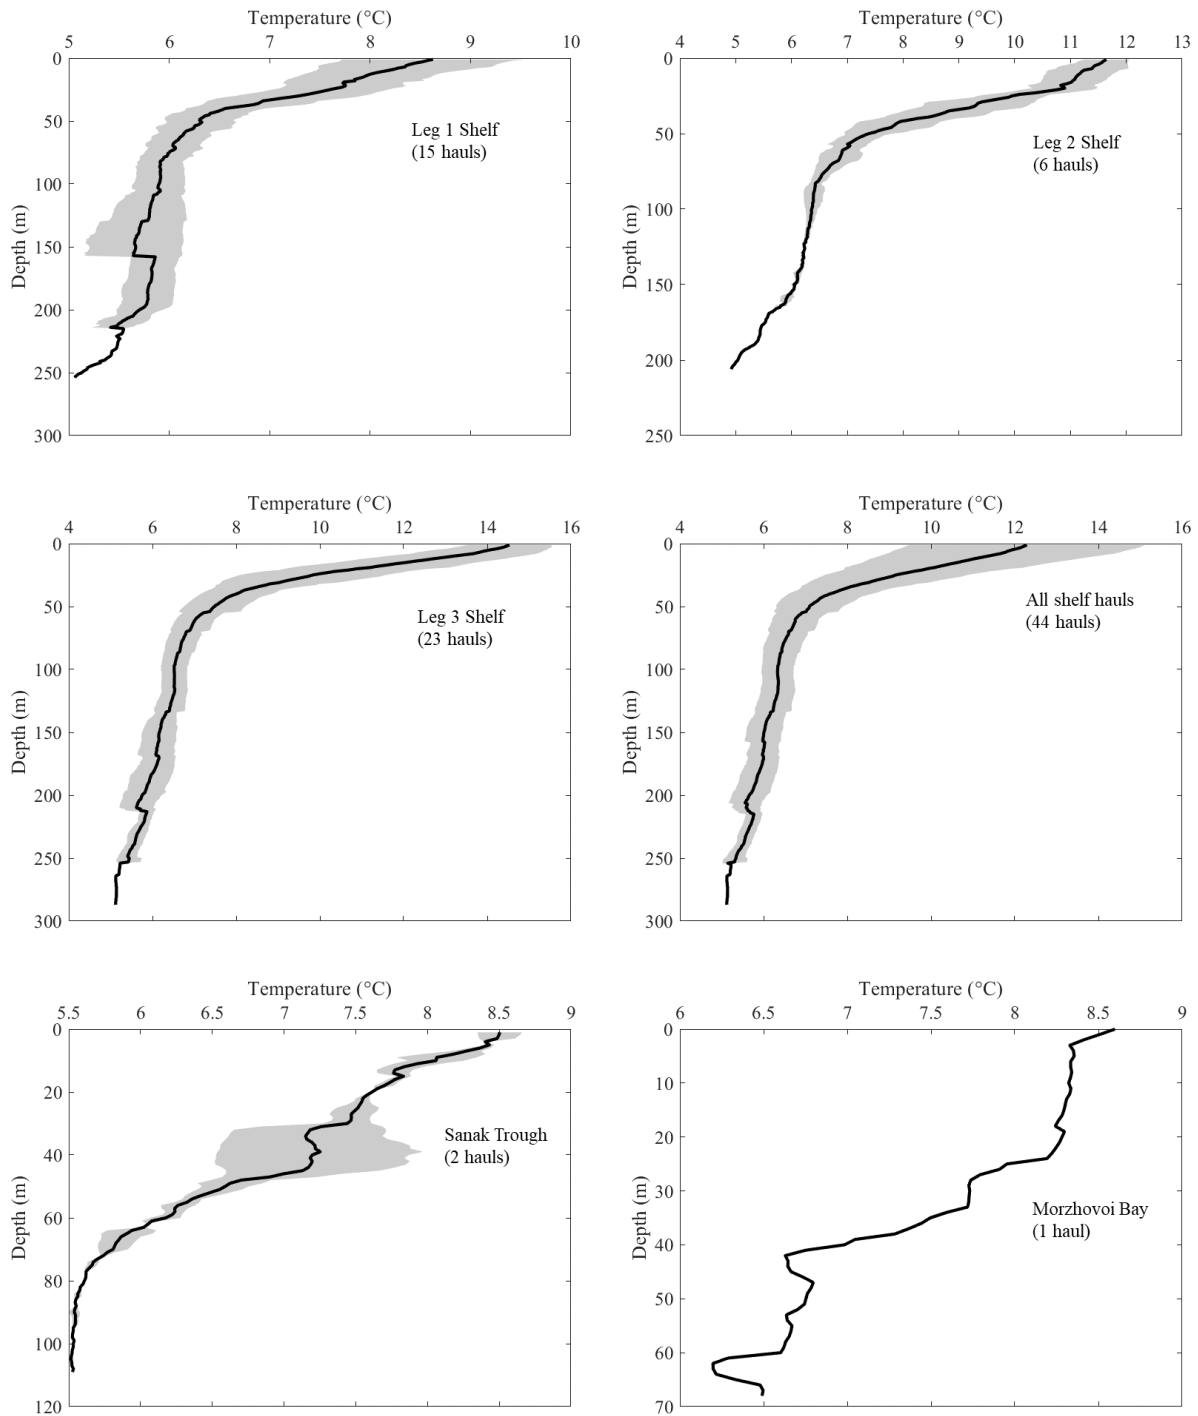 Temperature (°C)
5 6 7 8 9 10
0
50
100
150
200
250
300
Depth (m)
Leg 1 Shelf
(15 hauls)
Temperature (°C)
4 5 6 7 8 9 10 11 12 13
0
50
100
150
200
250
Depth (m)
Leg 2 Shelf
(6 hauls)
Temperature (°C)
4 6 8 10 12 14 16
0
50
100
150
200
250
300
Depth (m)
Leg 3 Shelf
(23 hauls)
Temperature (°C)
4 6 8 10 12 14 16
0
50
100
150
200
250
300
Depth (m)
All shelf hauls
(44 hauls)
Temperature (°C)
5.5 6 6.5 7 7.5 8 8.5 9
0
20
40
60
80
100
120
Depth (m)
Sanak Trough
(2 hauls)
Temperature (°C)
6 6.5 7 7.5 8 8.5 9
0
10
20
30
40
50
60
70
Depth (m)
Morzhovoi Bay
(1 haul)